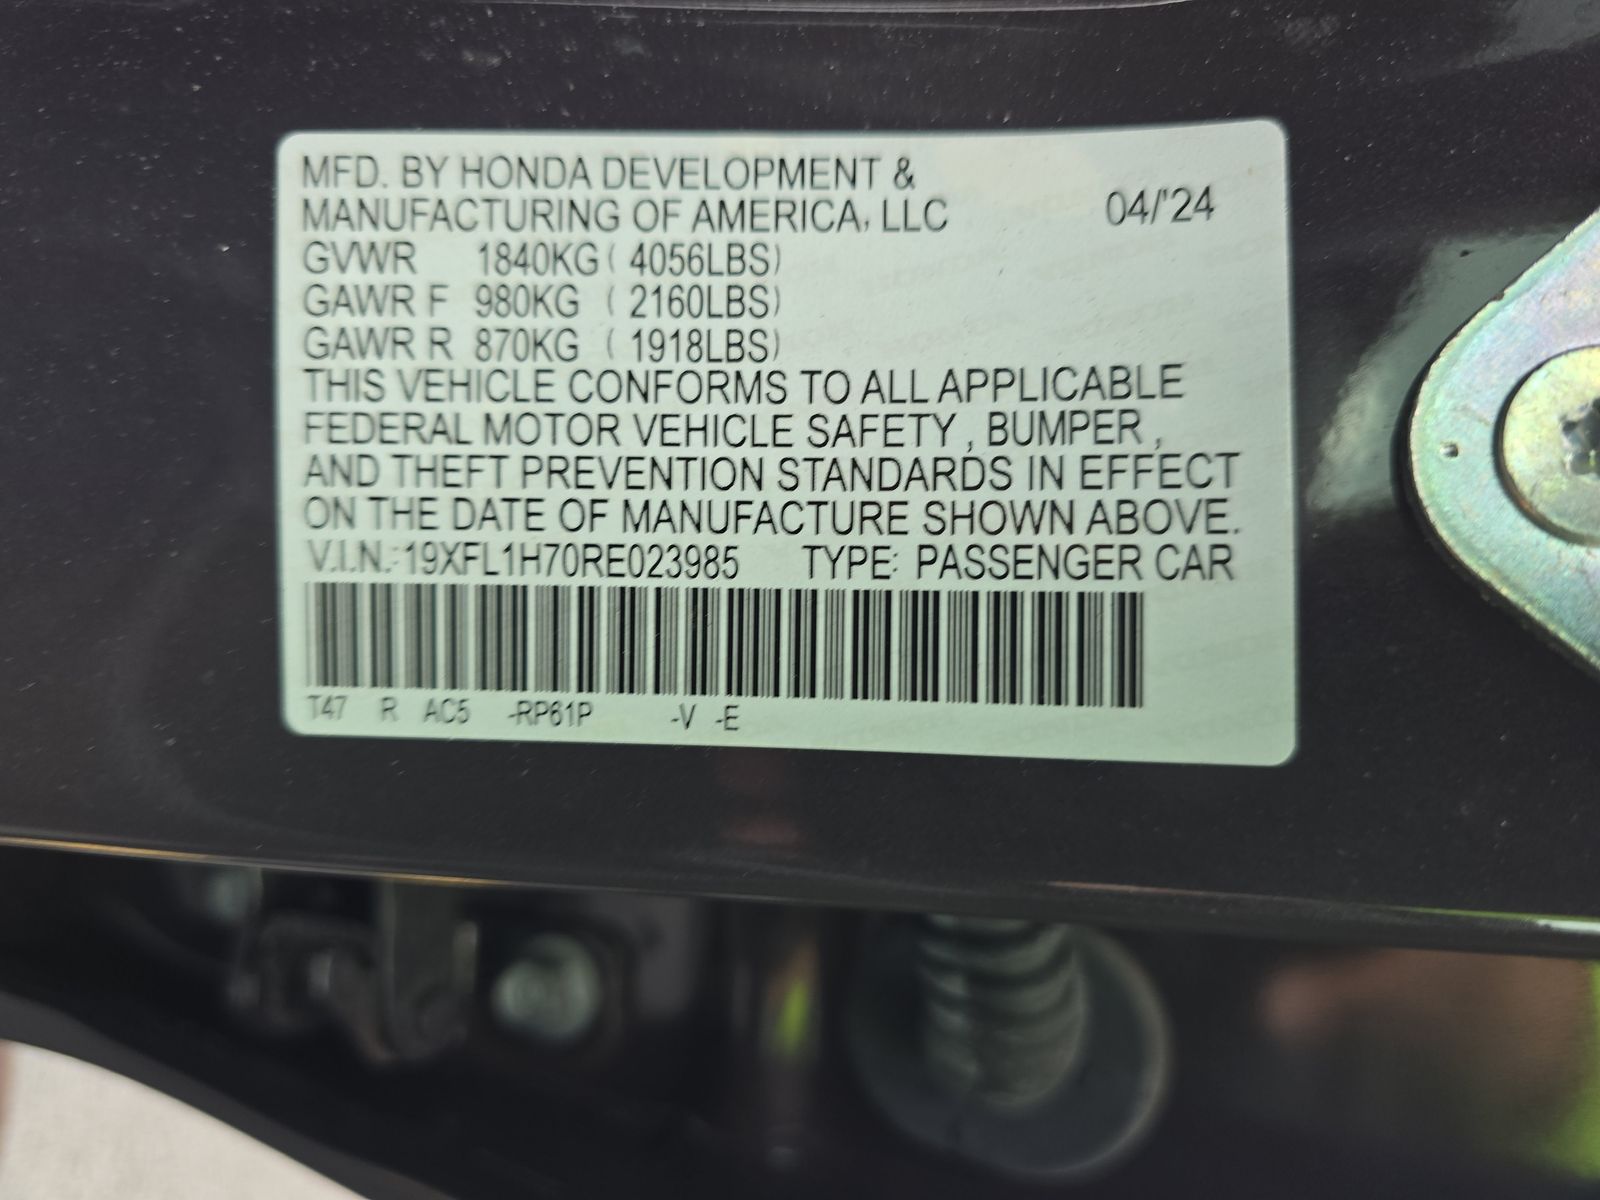 MFD. BY HONDA DEVELOPMENT &
MANUFACTURING OF AMERICA, LLC 04/'24
GVWR 1840KG ( 4056LBS)
GAWR F 980KG ( 2160LBS)
GAWR R 870KG ( 1918LBS)
THIS VEHICLE CONFORMS TO ALL APPLICABLE
FEDERAL MOTOR VEHICLE SAFETY , BUMPER ,
AND THEFT PREVENTION STANDARDS IN EFFECT
ON THE DATE OF MANUFACTURE SHOWN ABOVE.
V.I.N.: 19XFL1H70RE023985 TYPE: PASSENGER CAR
T47 R AC5 -RP61P -V -E